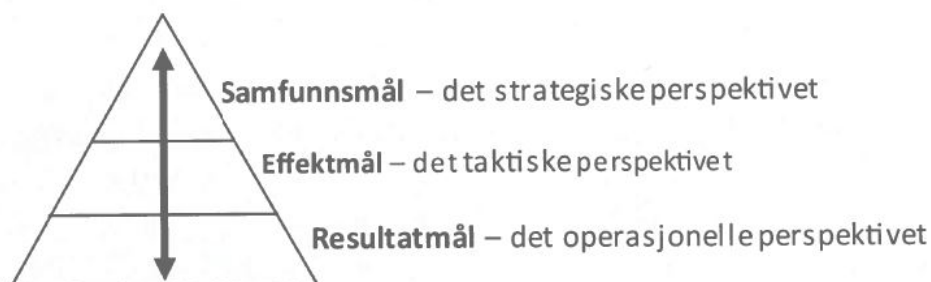 Samfunnsmål – det strategiske perspektivet
Effektmål – det taktiske perspektivet
Resultatmål – det operasjonelle perspektivet